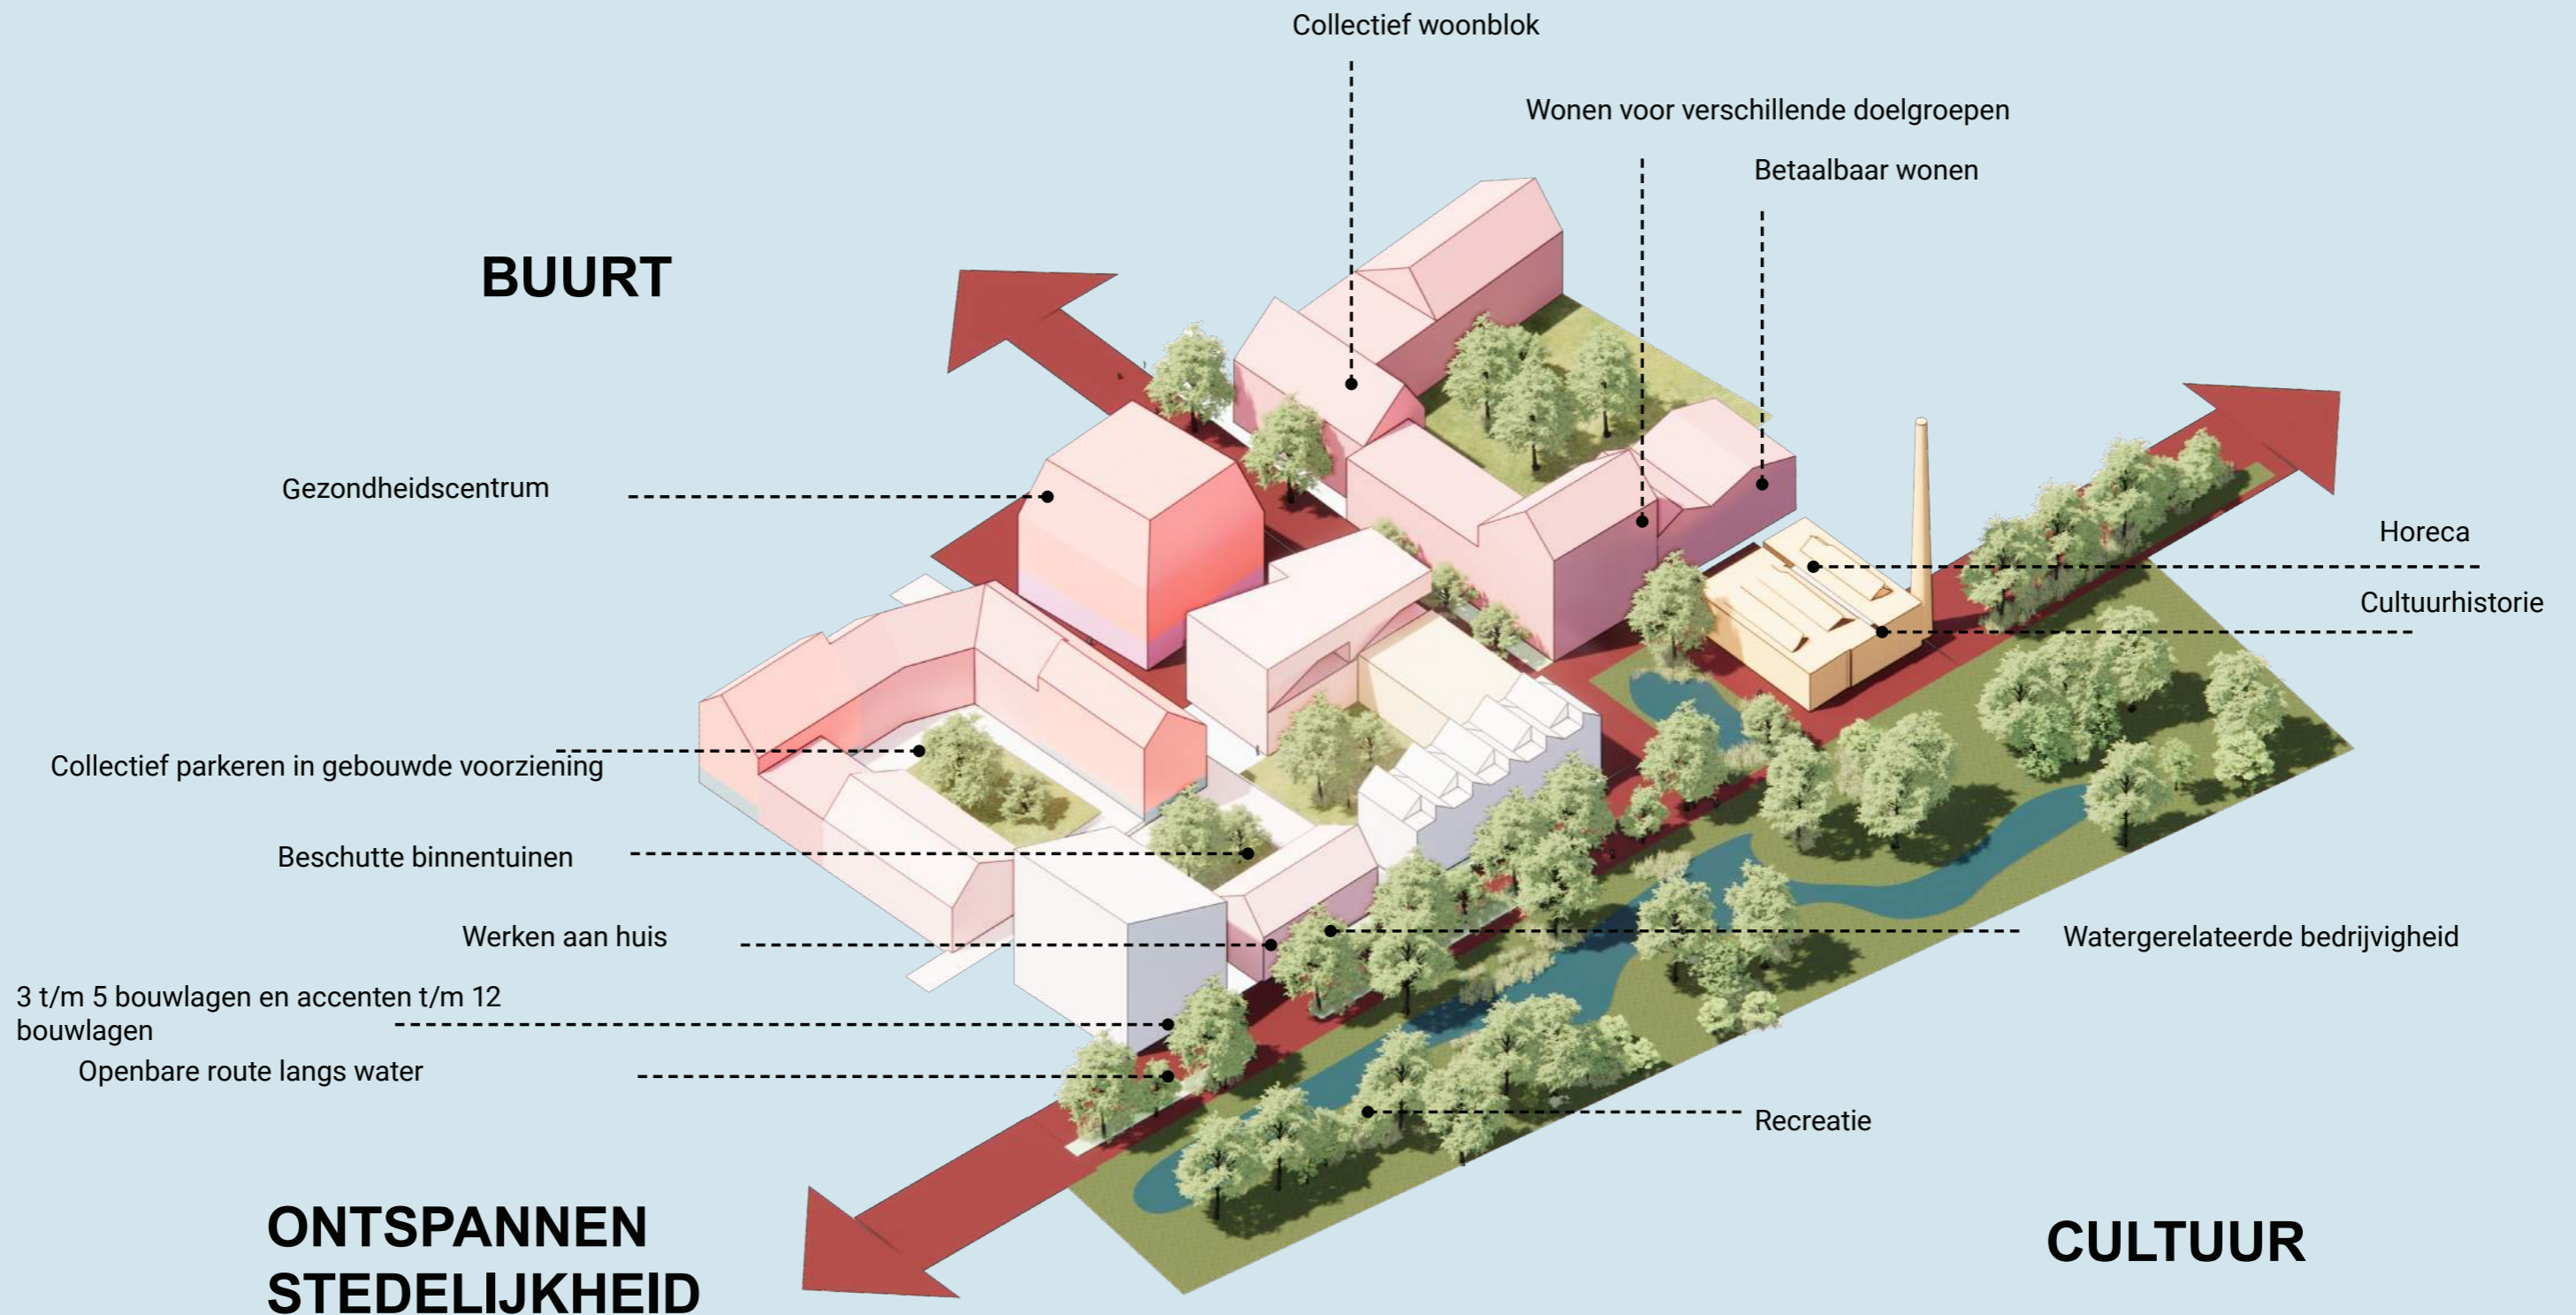 Collectief woonblok
Wonen voor verschillende doelgroepen
Betaalbaar wonen
BUURT
Gezondheidscentrum
Horeca
Cultuurhistorie
Collectief parkeren in gebouwde voorziening
Beschutte binnentuinen
Werken aan huis
Watergerelateerde bedrijvigheid
3 t/m 5 bouwlagen en accenten t/m 12
bouwlagen
Openbare route langs water
Recreatie
ONTSPANNEN
STEDELIJKHEID
CULTUUR